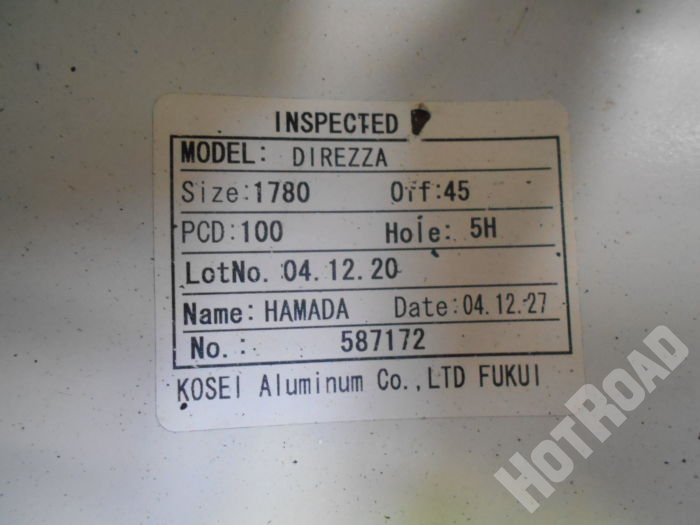 INSPECTED
MODEL: DIREZZA
Size:1780 Off:45
PCD:100 Hole: 5H
LotNo. 04.12.20
Name: HAMADA Date:04.12.27
No.: 587172
KOSEI Aluminum Co.,LTD FUKUI
HOTROAD